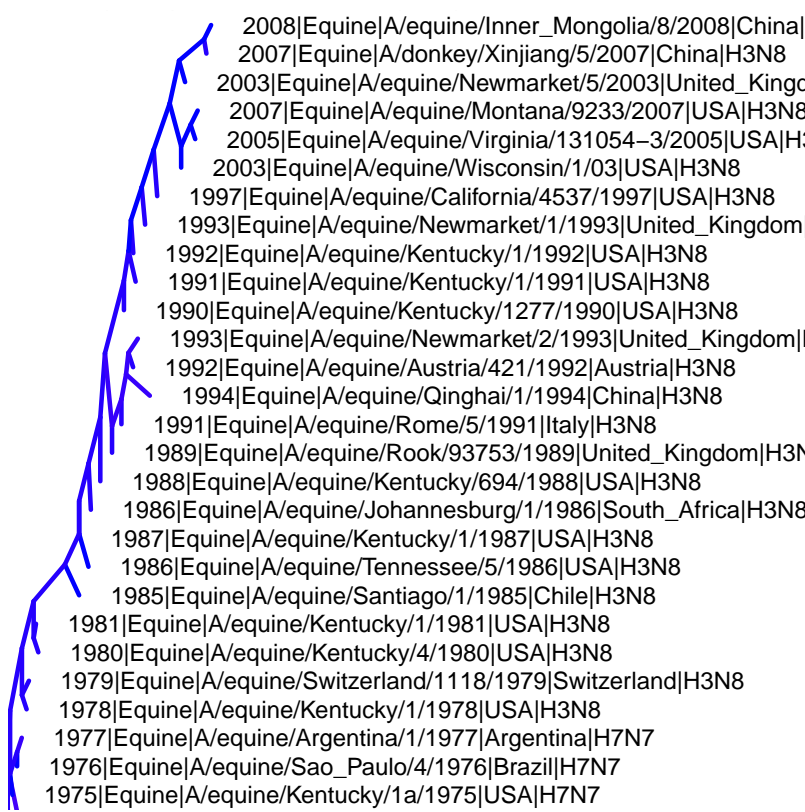 2008|Equine|A/equine/Inner_Mongolia/8/2008|China|
2007|Equine|A/donkey/Xinjiang/5/2007|China|H3N8
2003|Equine|A/equine/Newmarket/5/2003|United_Kingd
2007|Equine|A/equine/Montana/9233/2007|USA|H3N8
2005|Equine|A/equine/Virginia/131054−3/2005|USA|H3
2003|Equine|A/equine/Wisconsin/1/03|USA|H3N8
1997|Equine|A/equine/California/4537/1997|USA|H3N8
1993|Equine|A/equine/Newmarket/1/1993|United_Kingdom|
1992|Equine|A/equine/Kentucky/1/1992|USA|H3N8
1991|Equine|A/equine/Kentucky/1/1991|USA|H3N8
1990|Equine|A/equine/Kentucky/1277/1990|USA|H3N8
1993|Equine|A/equine/Newmarket/2/1993|United_Kingdom|
1992|Equine|A/equine/Austria/421/1992|Austria|H3N8
1994|Equine|A/equine/Qinghai/1/1994|China|H3N8
1991|Equine|A/equine/Rome/5/1991|Italy|H3N8
1989|Equine|A/equine/Rook/93753/1989|United_Kingdom|H3N
1988|Equine|A/equine/Kentucky/694/1988|USA|H3N8
1986|Equine|A/equine/Johannesburg/1/1986|South_Africa|H3N8
1987|Equine|A/equine/Kentucky/1/1987|USA|H3N8
1986|Equine|A/equine/Tennessee/5/1986|USA|H3N8
1985|Equine|A/equine/Santiago/1/1985|Chile|H3N8
1981|Equine|A/equine/Kentucky/1/1981|USA|H3N8
1980|Equine|A/equine/Kentucky/4/1980|USA|H3N8
1979|Equine|A/equine/Switzerland/1118/1979|Switzerland|H3N8
1978|Equine|A/equine/Kentucky/1/1978|USA|H3N8
1977|Equine|A/equine/Argentina/1/1977|Argentina|H7N7
1976|Equine|A/equine/Sao_Paulo/4/1976|Brazil|H7N7
1975|Equine|A/equine/Kentucky/1a/1975|USA|H7N7